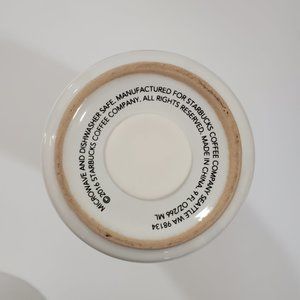 MICROWAVE AND DISHWASHER SAFE. MANUFACTURED FOR STARBUCKS COFFEE COMPANY SEATTLE WA 98134
©2016 STARBUCKS COFFEE COMPANY. ALL RIGHTS RESERVED. MADE IN CHINA. 9 FL OZ/266 ML